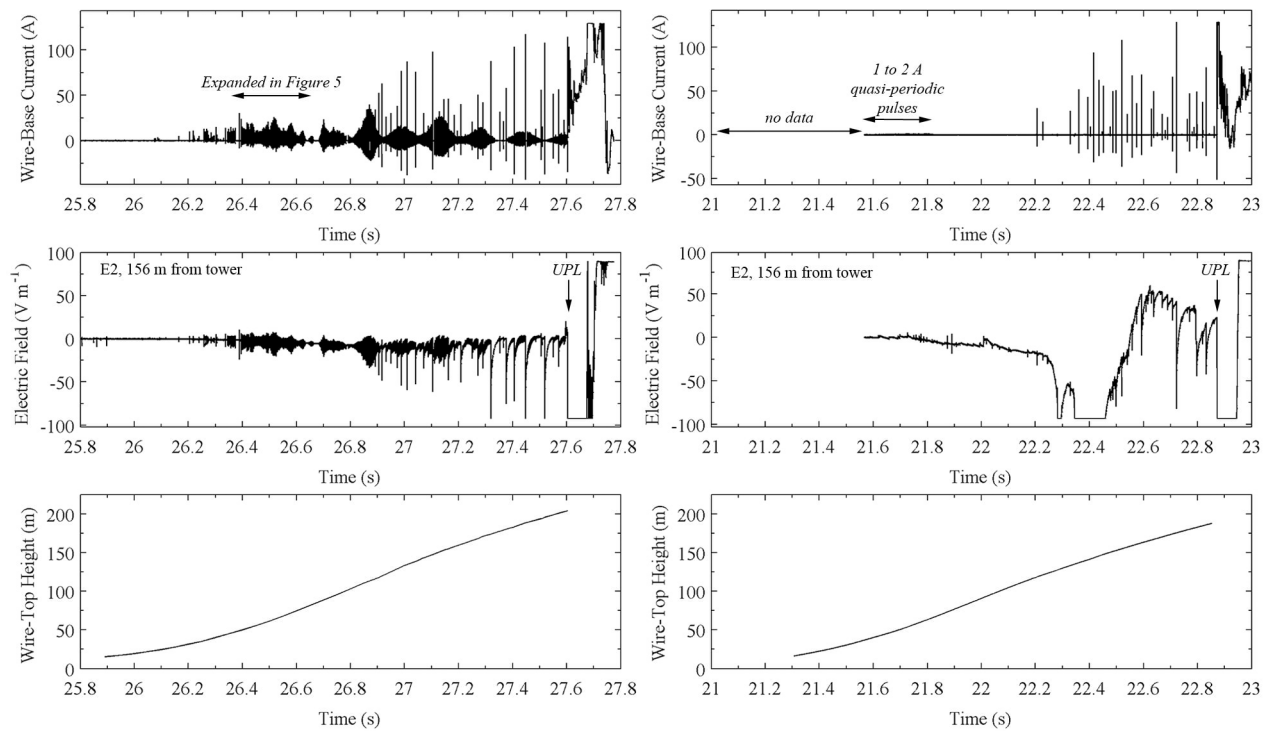 Wire-Base Current (A)
100
50
0
Expanded in Figure 5
25.8 26 26.2 26.4 26.6 26.8 27 27.2 27.4 27.6 27.8
Time (s)
Electric Field (V m⁻¹)
100
50
0
-50
-100
E2, 156 m from tower
UPL
25.8 26 26.2 26.4 26.6 26.8 27 27.2 27.4 27.6 27.8
Time (s)
Wire-Top Height (m)
200
150
100
50
0
25.8 26 26.2 26.4 26.6 26.8 27 27.2 27.4 27.6 27.8
Time (s)
Wire-Base Current (A)
100
50
0
-50
no data
1 to 2 A
quasi-periodic
pulses
21 21.2 21.4 21.6 21.8 22 22.2 22.4 22.6 22.8 23
Time (s)
Electric Field (V m⁻¹)
100
50
0
-50
-100
E2, 156 m from tower
UPL
21 21.2 21.4 21.6 21.8 22 22.2 22.4 22.6 22.8 23
Time (s)
Wire-Top Height (m)
200
150
100
50
0
21 21.2 21.4 21.6 21.8 22 22.2 22.4 22.6 22.8 23
Time (s)